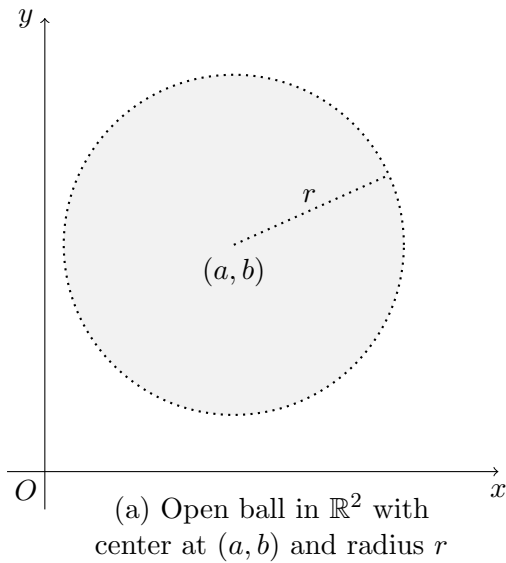 y
r
(a, b)
O
x
(a) Open ball in ℝ² with
center at (a, b) and radius r